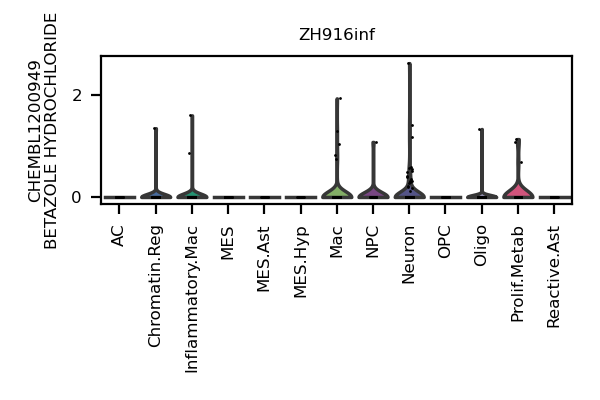 ZH916inf
CHEMBL1200949
BETAZOLE HYDROCHLORIDE
2
0
AC
Chromatin.Reg
Inflammatory.Mac
MES
MES.Ast
MES.Hyp
Mac
NPC
Neuron
OPC
Oligo
Prolif.Metab
Reactive.Ast